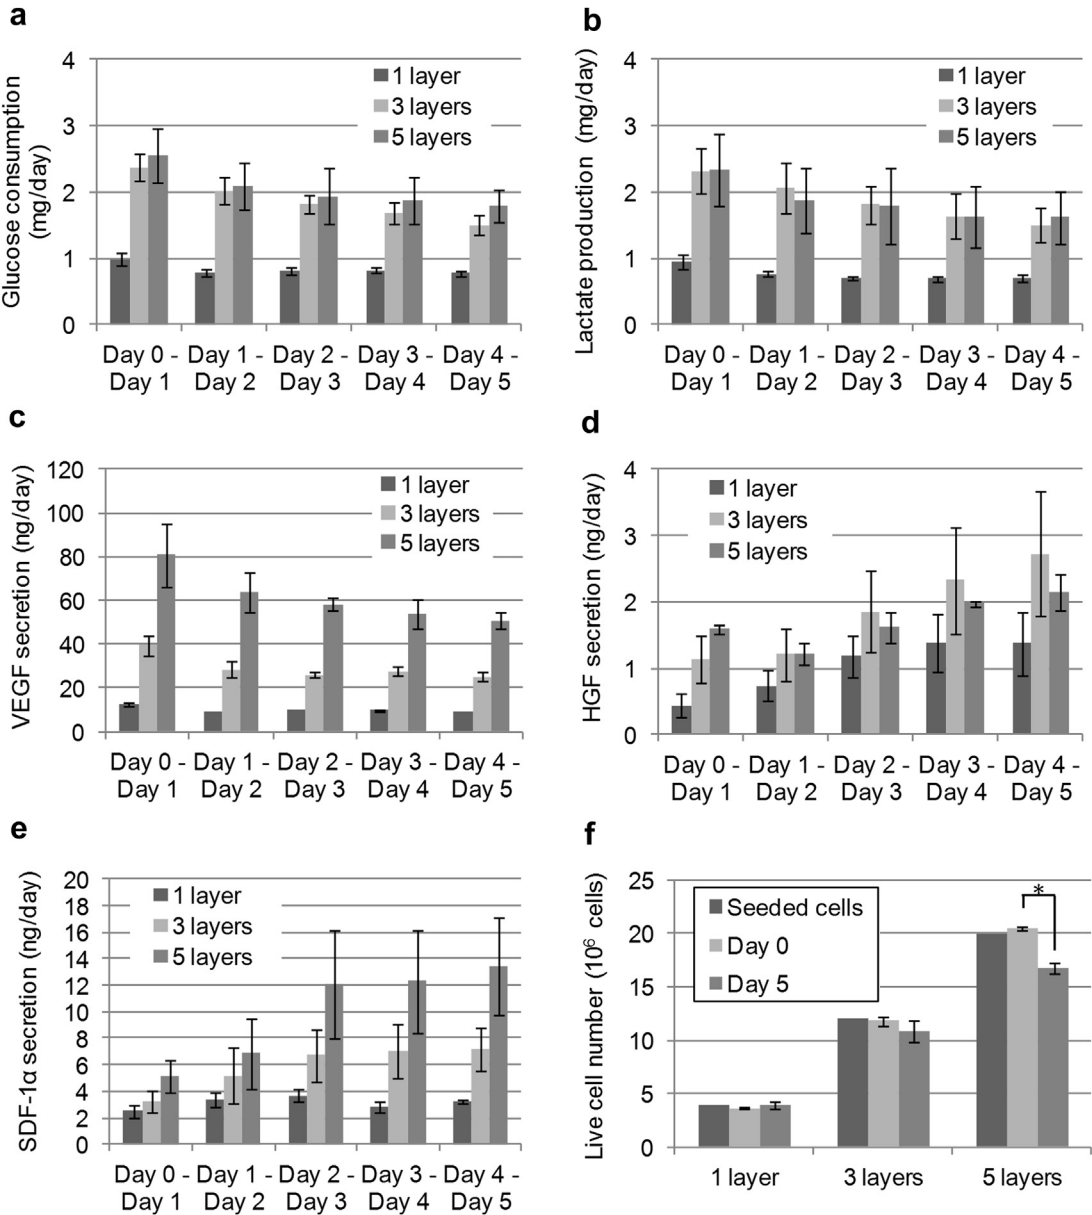 a
Glucose consumption
(mg/day)
4
3
2
1
0
1 layer
3 layers
5 layers
Day 0 - Day 1 - Day 2 - Day 3 - Day 4 -
Day 1 Day 2 Day 3 Day 4 Day 5
b
Lactate production (mg/day)
4
3
2
1
0
1 layer
3 layers
5 layers
Day 0 - Day 1 - Day 2 - Day 3 - Day 4 -
Day 1 Day 2 Day 3 Day 4 Day 5
c
VEGF secretion (ng/day)
120
100
80
60
40
20
0
1 layer
3 layers
5 layers
Day 0 - Day 1 - Day 2 - Day 3 - Day 4 -
Day 1 Day 2 Day 3 Day 4 Day 5
d
HGF secretion (ng/day)
4
3
2
1
0
1 layer
3 layers
5 layers
Day 0 - Day 1 - Day 2 - Day 3 - Day 4 -
Day 1 Day 2 Day 3 Day 4 Day 5
e
SDF-1α secretion (ng/day)
20
18
16
14
12
10
8
6
4
2
0
1 layer
3 layers
5 layers
Day 0 - Day 1 - Day 2 - Day 3 - Day 4 -
Day 1 Day 2 Day 3 Day 4 Day 5
f
Live cell number (10⁶ cells)
25
20
15
10
5
0
Seeded cells
Day 0
Day 5
*
1 layer 3 layers 5 layers